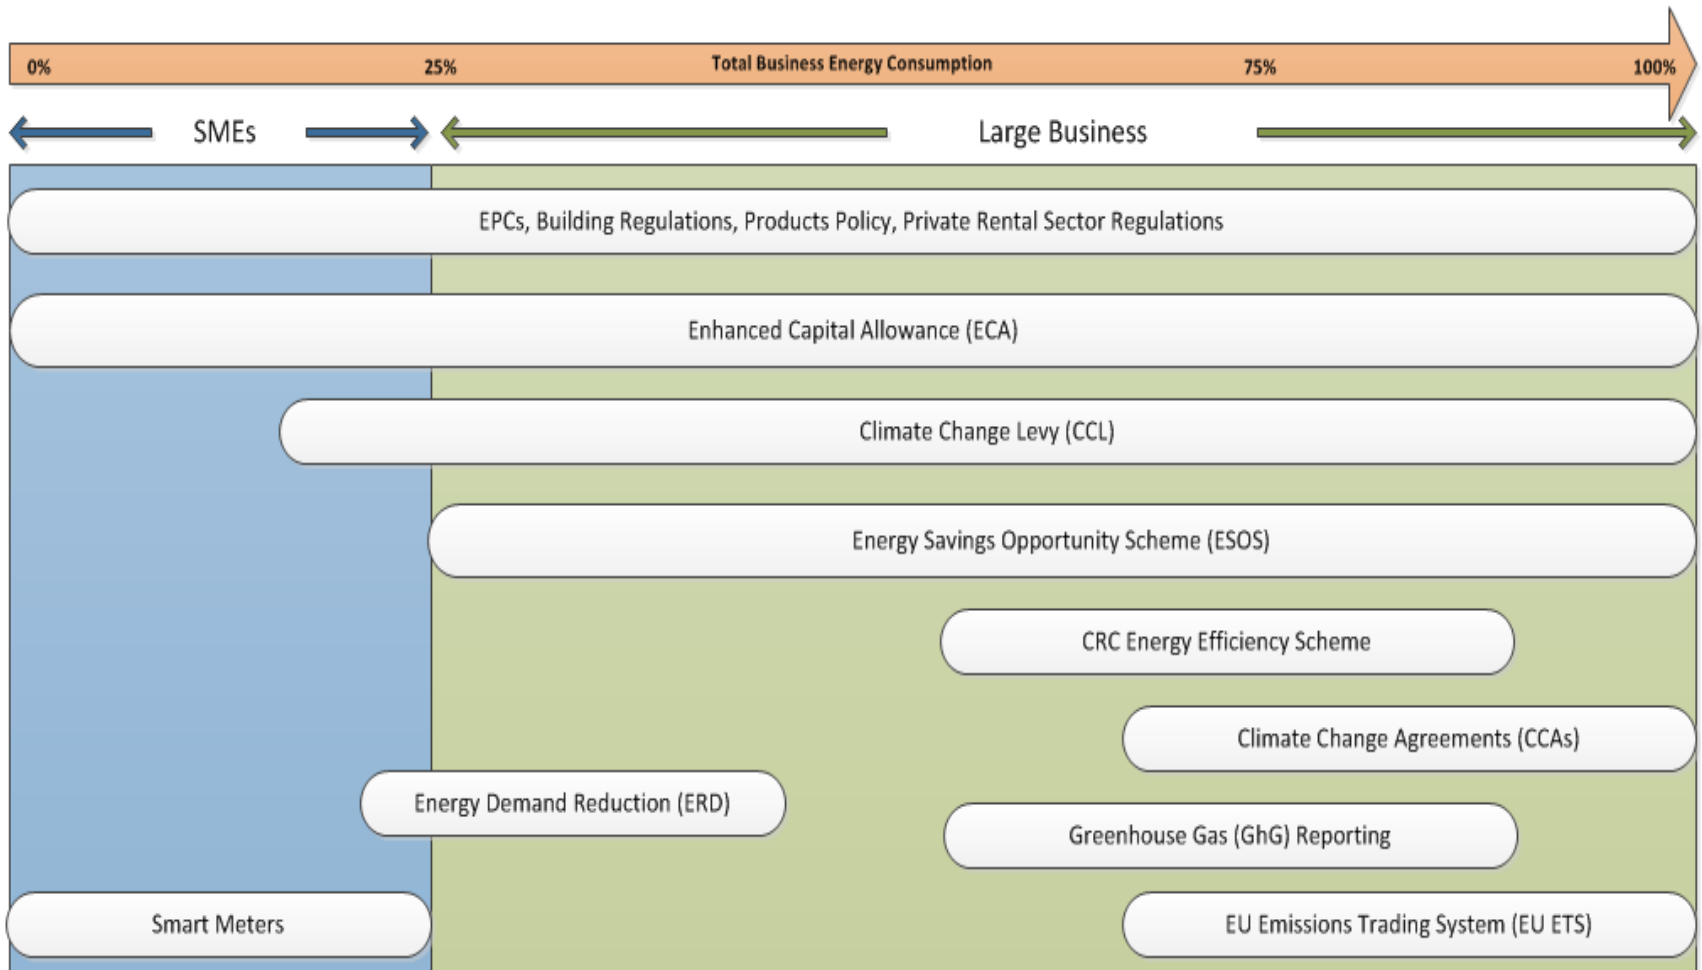 0% 25% Total Business Energy Consumption 75% 100%
SMEs Large Business
EPCs, Building Regulations, Products Policy, Private Rental Sector Regulations
Enhanced Capital Allowance (ECA)
Climate Change Levy (CCL)
Energy Savings Opportunity Scheme (ESOS)
CRC Energy Efficiency Scheme
Climate Change Agreements (CCAs)
Energy Demand Reduction (ERD)
Greenhouse Gas (GhG) Reporting
Smart Meters
EU Emissions Trading System (EU ETS)